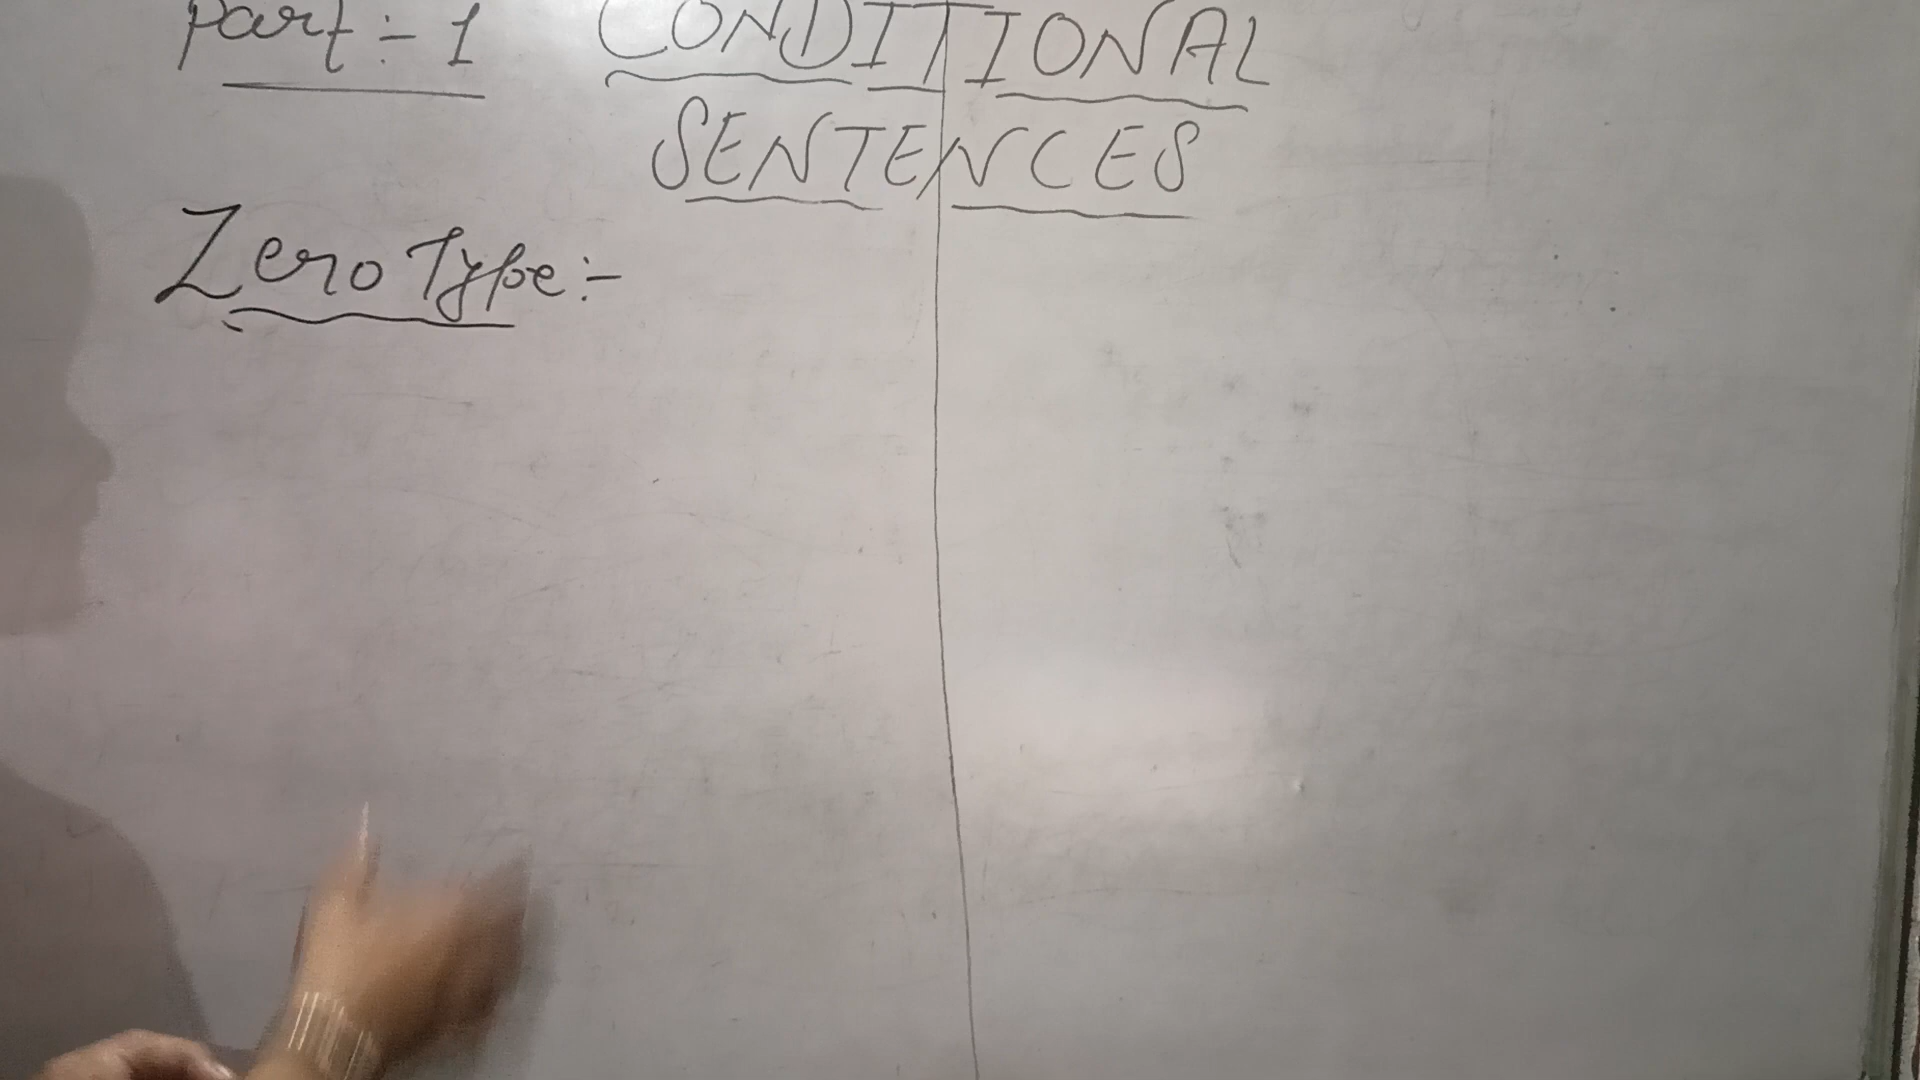 Part:- 1 CONDITIONAL
SENTENCES
Zero Type:-